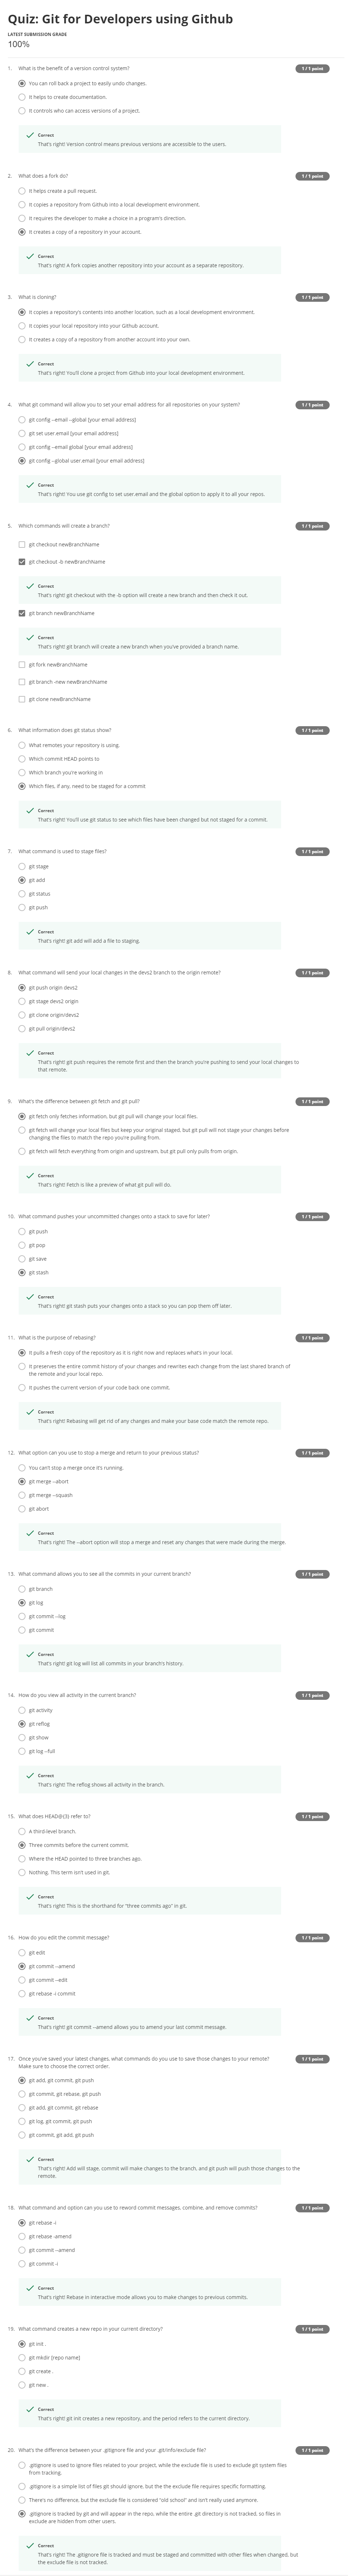 Quiz: Git for Developers using Github
LATEST SUBMISSION GRADE
100%
1. What is the benefit of a version control system?
1 / 1 point
You can roll back a project to easily undo changes.
It helps to create documentation.
It controls who can access versions of a project.
Correct
That's right! Version control means previous versions are accessible to the users.
2. What does a fork do?
1 / 1 point
It helps create a pull request.
It copies a repository from Github into a local development environment.
It requires the developer to make a choice in a program's direction.
It creates a copy of a repository in your account.
Correct
That's right! A fork copies another repository into your account as a separate repository.
3. What is cloning?
1 / 1 point
It copies a repository's contents into another location, such as a local development environment.
It copies your local repository into your Github account.
It creates a copy of a repository from another account into your own.
Correct
That's right! You'll clone a project from Github into your local development environment.
4. What git command will allow you to set your email address for all repositories on your system?
1 / 1 point
git config --email --global [your email address]
git set user.email [your email address]
git config --email global [your email address]
git config --global user.email [your email address]
Correct
That's right! You use git config to set user.email and the global option to apply it to all your repos.
5. Which commands will create a branch?
1 / 1 point
git checkout newBranchName
git checkout -b newBranchName
Correct
That's right! git checkout with the -b option will create a new branch and then check it out.
git branch newBranchName
Correct
That's right! git branch will create a new branch when you've provided a branch name.
git fork newBranchName
git branch -new newBranchName
git clone newBranchName
6. What information does git status show?
1 / 1 point
What remotes your repository is using.
Which commit HEAD points to
Which branch you're working in
Which files, if any, need to be staged for a commit
Correct
That's right! You'll use git status to see which files have been changed but not staged for a commit.
7. What command is used to stage files?
1 / 1 point
git stage
git add
git status
git push
Correct
That's right! git add will add a file to staging.
8. What command will send your local changes in the devs2 branch to the origin remote?
1 / 1 point
git push origin devs2
git stage devs2 origin
git clone origin/devs2
git pull origin/devs2
Correct
That's right! git push requires the remote first and then the branch you're pushing to send your local changes to
that remote.
9. What's the difference between git fetch and git pull?
1 / 1 point
git fetch only fetches information, but git pull will change your local files.
git fetch will change your local files but keep your original staged, but git pull will not stage your changes before
changing the files to match the repo you're pulling from.
git fetch will fetch everything from origin and upstream, but git pull only pulls from origin.
Correct
That's right! Fetch is like a preview of what git pull will do.
10. What command pushes your uncommitted changes onto a stack to save for later?
1 / 1 point
git push
git pop
git save
git stash
Correct
That's right! git stash puts your changes onto a stack so you can pop them off later.
11. What is the purpose of rebasing?
1 / 1 point
It pulls a fresh copy of the repository as it is right now and replaces what's in your local.
It preserves the entire commit history of your changes and rewrites each change from the last shared branch of
the remote and your local repo.
It pushes the current version of your code back one commit.
Correct
That's right! Rebasing will get rid of any changes and make your base code match the remote repo.
12. What option can you use to stop a merge and return to your previous status?
1 / 1 point
You can't stop a merge once it's running.
git merge --abort
git merge --squash
git abort
Correct
That's right! The --abort option will stop a merge and reset any changes that were made during the merge.
13. What command allows you to see all the commits in your current branch?
1 / 1 point
git branch
git log
git commit --log
git commit
Correct
That's right! git log will list all commits in your branch's history.
14. How do you view all activity in the current branch?
1 / 1 point
git activity
git reflog
git show
git log --full
Correct
That's right! The reflog shows all activity in the branch.
15. What does HEAD@{3} refer to?
1 / 1 point
A third-level branch.
Three commits before the current commit.
Where the HEAD pointed to three branches ago.
Nothing. This term isn't used in git.
Correct
That's right! This is the shorthand for "three commits ago" in git.
16. How do you edit the commit message?
1 / 1 point
git edit
git commit --amend
git commit --edit
git rebase -i commit
Correct
That's right! git commit --amend allows you to amend your last commit message.
17. Once you've saved your latest changes, what commands do you use to save those changes to your remote?
Make sure to choose the correct order.
1 / 1 point
git add, git commit, git push
git commit, git rebase, git push
git add, git commit, git rebase
git log, git commit, git push
git commit, git add, git push
Correct
That's right! Add will stage, commit will make changes to the branch, and git push will push those changes to the
remote.
18. What command and option can you use to reword commit messages, combine, and remove commits?
1 / 1 point
git rebase -i
git rebase -amend
git commit --amend
git commit -i
Correct
That's right! Rebase in interactive mode allows you to make changes to previous commits.
19. What command creates a new repo in your current directory?
1 / 1 point
git init .
git mkdir [repo name]
git create .
git new .
Correct
That's right! git init creates a new repository, and the period refers to the current directory.
20. What's the difference between your .gitignore file and your .git/info/exclude file?
1 / 1 point
.gitignore is used to ignore files related to your project, while the exclude file is used to exclude git system files
from tracking.
.gitignore is a simple list of files git should ignore, but the the exclude file requires specific formatting.
There's no difference, but the exclude file is considered "old school" and isn't really used anymore.
.gitignore is tracked by git and will appear in the repo, while the entire .git directory is not tracked, so files in
exclude are hidden from other users.
Correct
That's right! The .gitignore file is tracked and must be staged and committed with other files when changed, but
the exclude file is not tracked.